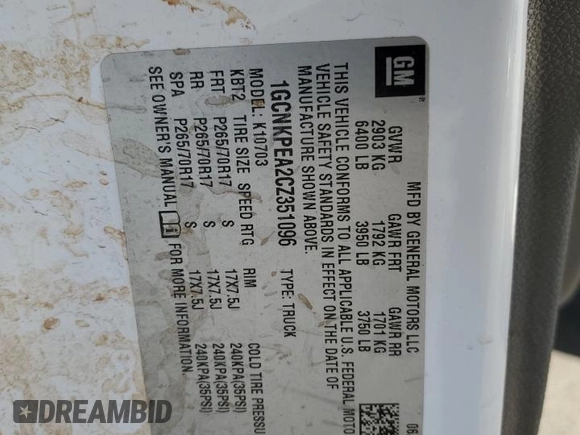 GM
®
MFD BY GENERAL MOTORS LLC 06
GVWR GAWR FRT GAWR RR
2903 KG 1792 KG 1701 KG
6400 LB 3950 LB 3750 LB
THIS VEHICLE CONFORMS TO ALL APPLICABLE U.S. FEDERAL MOTO
VEHICLE SAFETY STANDARDS IN EFFECT ON THE DATE OF
MANUFACTURE SHOWN ABOVE.
1GCNKPEA2CZ351096 TYPE: TRUCK
MODEL: K10703
KBT2 TIRE SIZE SPEED RTG RIM COLD TIRE PRESSU
FRT P265/70R17 S 17X7.5J 240KPA(35PSI)
RR P265/70R17 S 17X7.5J 240KPA(35PSI)
SPA P265/70R17 S 17X7.5J 240KPA(35PSI)
SEE OWNER'S MANUAL FOR MORE INFORMATION.
DREAMBID